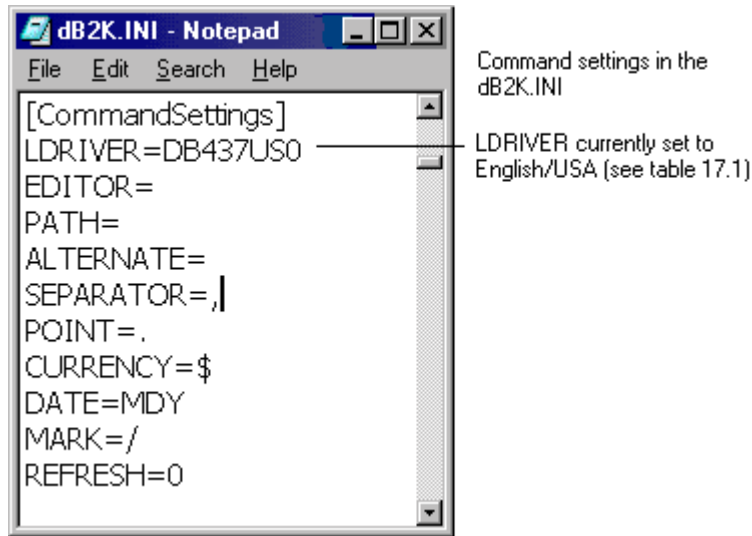 dB2K.INI - Notepad
File Edit Search Help
[CommandSettings]
LDRIVER=DB437US0
EDITOR=
PATH=
ALTERNATE=
SEPARATOR=,
POINT=.
CURRENCY=$
DATE=MDY
MARK=/
REFRESH=0
Command settings in the
dB2K.INI
LDRIVER currently set to
English/USA (see table 17.1)